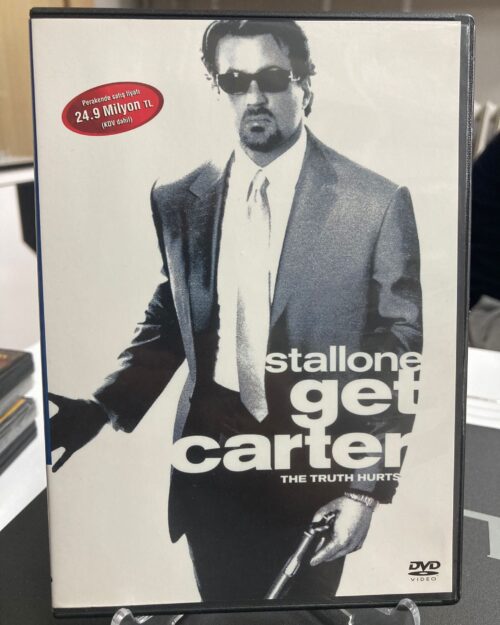 Perakende satış fiyatı
24.9 Milyon TL
(KDV dahil)
stallone
get
carter
THE TRUTH HURTS
DVD
VIDEO